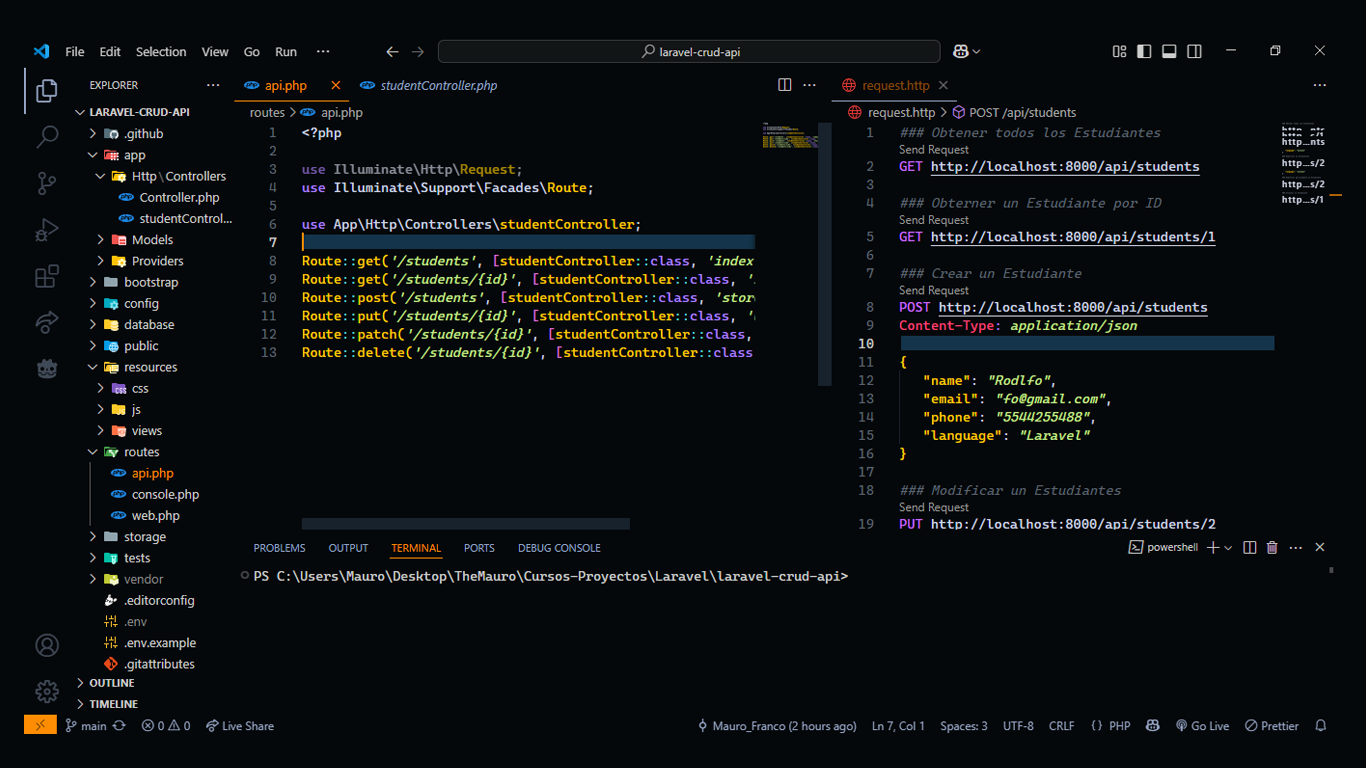 File Edit Selection View Go Run ··· laravel-crud-api
EXPLORER ···
LARAVEL-CRUD-API
.github
app
Http\Controllers
Controller.php
studentControl...
Models
Providers
bootstrap
config
database
public
resources
css
js
views
routes
api.php
console.php
web.php
storage
tests
vendor
.editorconfig
.env
.env.example
.gitattributes
OUTLINE
TIMELINE
api.php studentController.php ···
routes > api.php
1 <?php
2
3 use Illuminate\Http\Request;
4 use Illuminate\Support\Facades\Route;
5
6 use App\Http\Controllers\studentController;
7
8 Route::get('/students', [studentController::class, 'index
9 Route::get('/students/{id}', [studentController::class, '
10 Route::post('/students', [studentController::class, 'stor
11 Route::put('/students/{id}', [studentController::class, '
12 Route::patch('/students/{id}', [studentController::class,
13 Route::delete('/students/{id}', [studentController::class
request.http ···
request.http > POST /api/students
1 ### Obtener todos los Estudiantes
Send Request
2 GET http://localhost:8000/api/students
3
4 ### Obterner un Estudiante por ID
Send Request
5 GET http://localhost:8000/api/students/1
6
7 ### Crear un Estudiante
Send Request
8 POST http://localhost:8000/api/students
9 Content-Type: application/json
10
11 {
12 "name": "Rodlfo",
13 "email": "fo@gmail.com",
14 "phone": "5544255488",
15 "language": "Laravel"
16 }
17
18 ### Modificar un Estudiantes
Send Request
19 PUT http://localhost:8000/api/students/2
PROBLEMS OUTPUT TERMINAL PORTS DEBUG CONSOLE powershell ···
PS C:\Users\Mauro\Desktop\TheMauro\Cursos-Proyectos\Laravel\laravel-crud-api>
main 0 0 Live Share Mauro_Franco (2 hours ago) Ln 7, Col 1 Spaces: 3 UTF-8 CRLF {} PHP Go Live Prettier